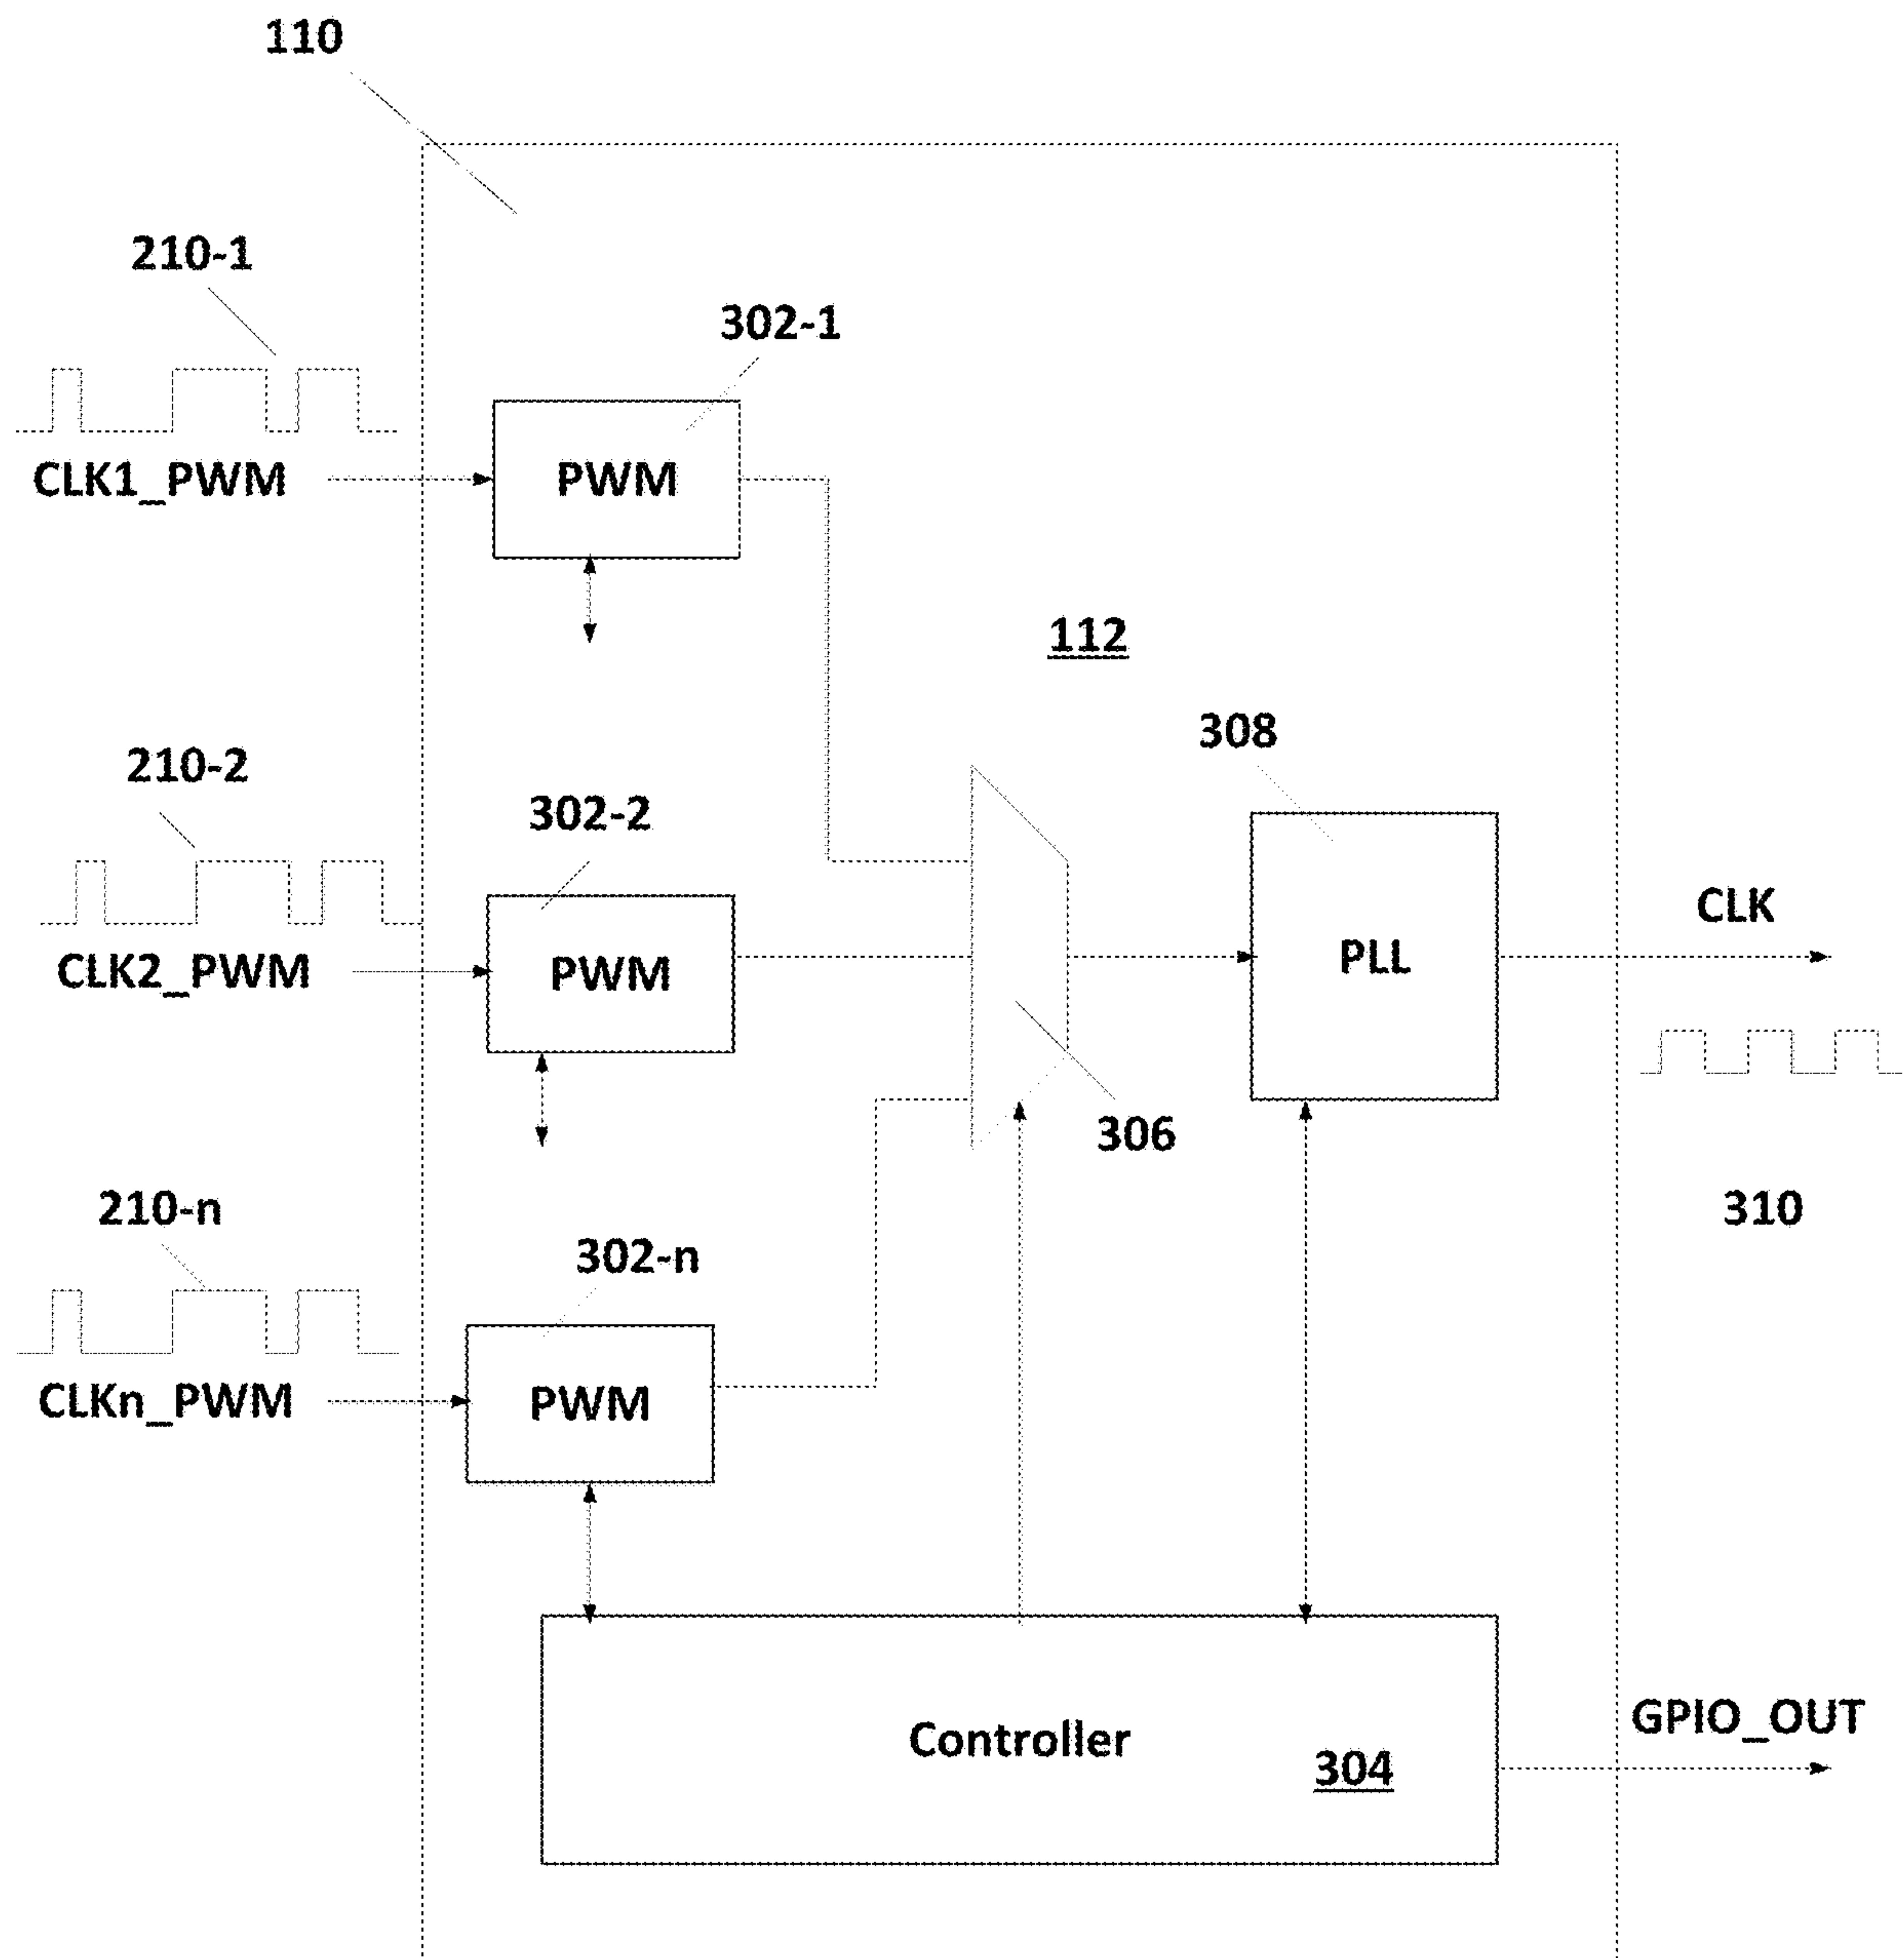 110
210-1
302-1
CLK1_PWM
PWM
112
308
210-2
302-2
CLK
CLK2_PWM
PWM
PLL
306
210-n
310
302-n
CLKn_PWM
PWM
GPIO_OUT
Controller
304